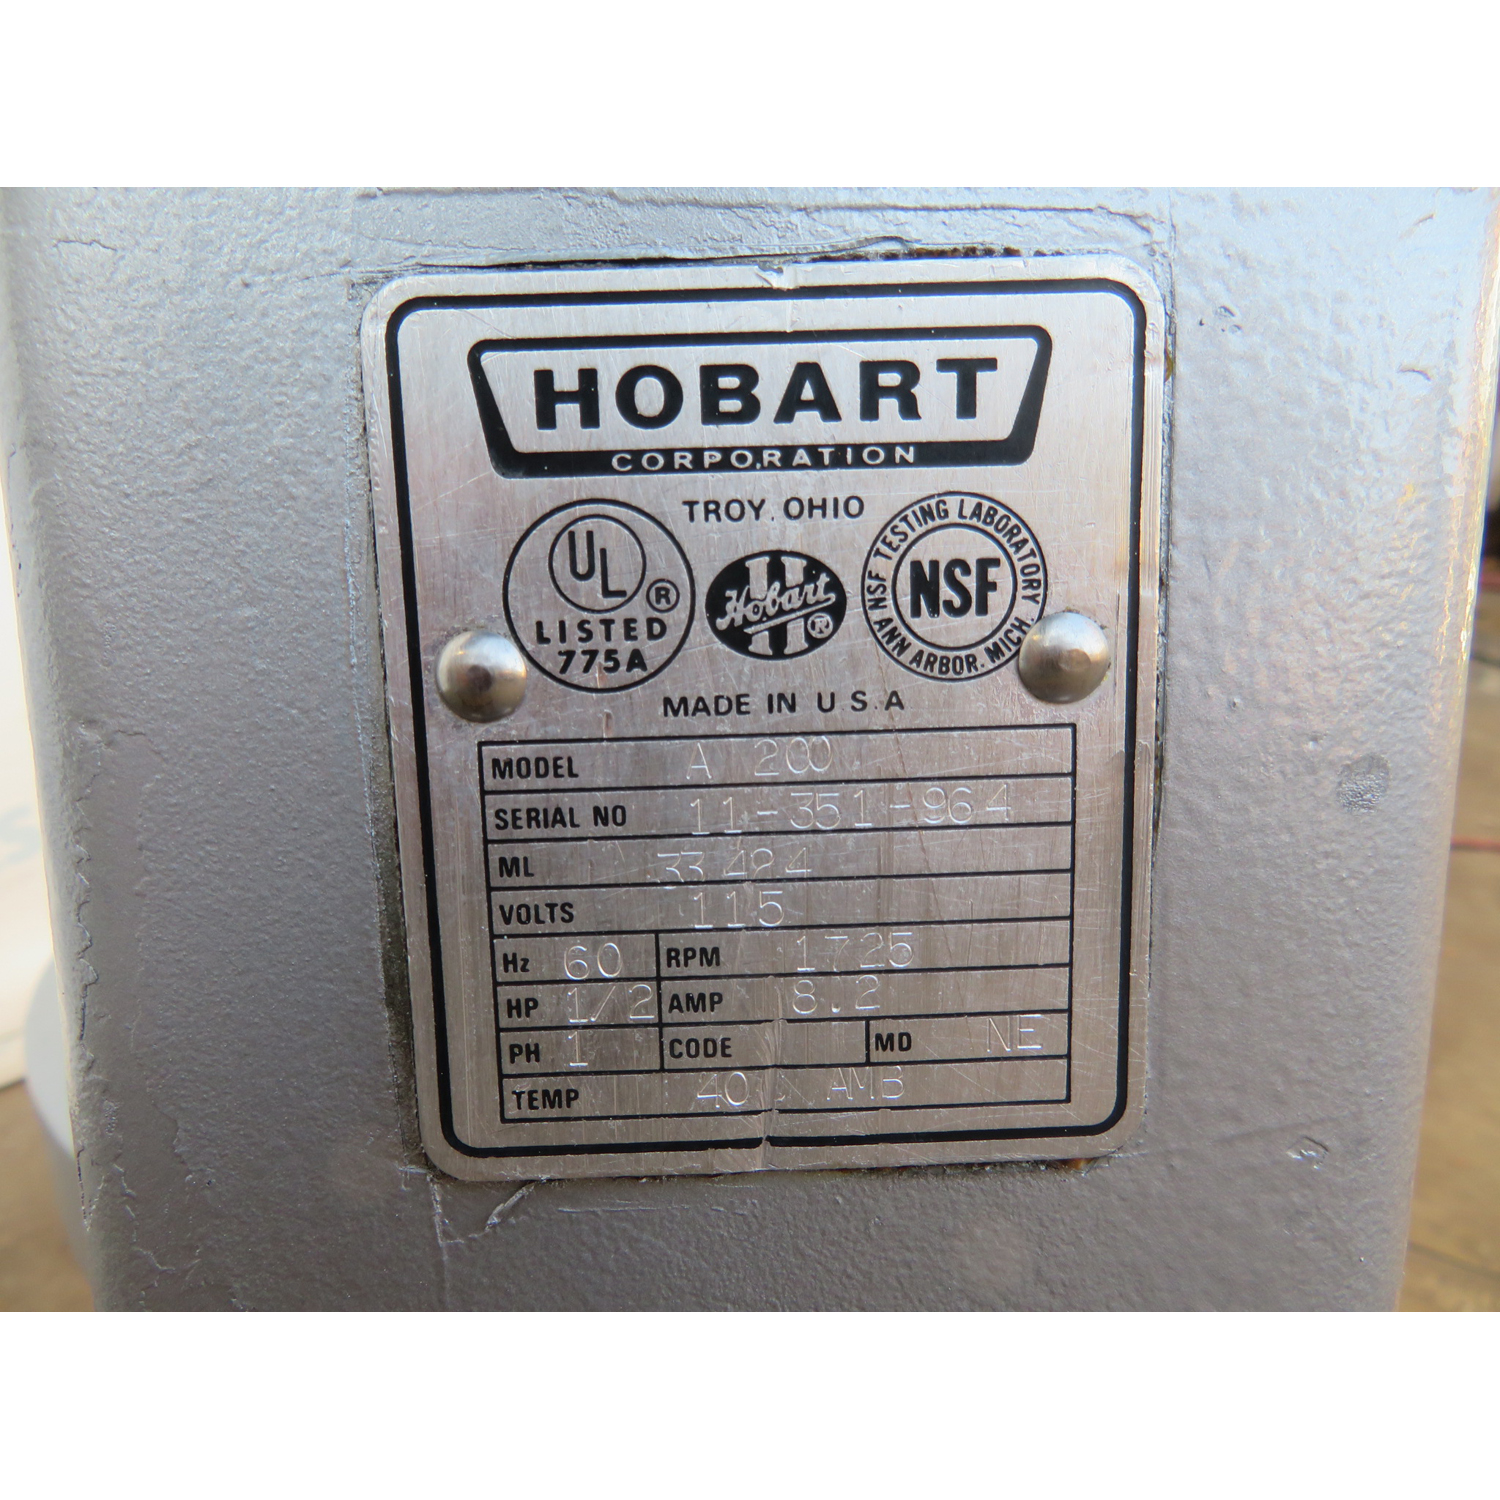 HOBART
CORPORATION
TROY, OHIO
UL ®
LISTED
775A
Hobart ®
NSF TESTING LABORATORY
NSF
ANN ARBOR. MICH.
MADE IN U.S.A
MODEL A 200
SERIAL NO 11-351-964
ML 33424
VOLTS 115
Hz 60 RPM 1725
HP 1/2 AMP 8.2
PH 1 CODE MD NE
TEMP 40 AMB